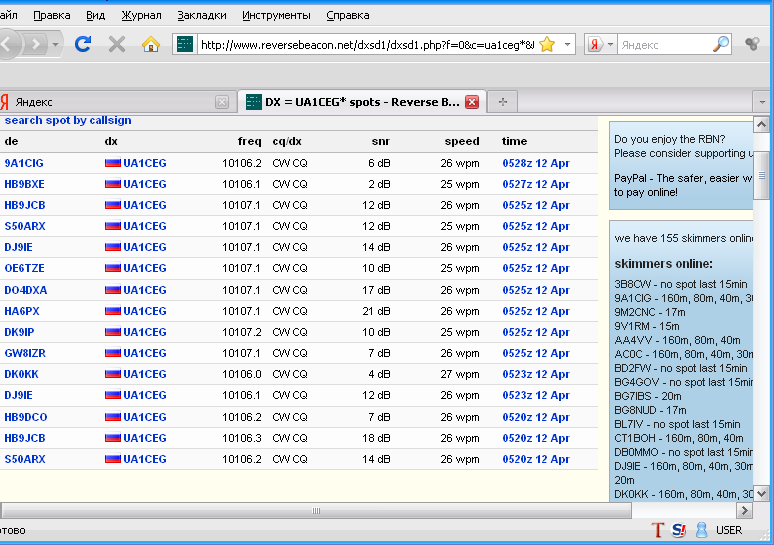 айл Правка Вид Журнал Закладки Инструменты Справка
http://www.reversebeacon.net/dxsd1/dxsd1.php?f=0&c=ua1ceg*&l Я Яндекс
Я Яндекс DX = UA1CEG* spots - Reverse B...
search spot by callsign
de dx freq cq/dx snr speed time
9A1CIG UA1CEG 10106.2 CW CQ 6 dB 26 wpm 0528z 12 Apr
HB9BXE UA1CEG 10106.1 CW CQ 2 dB 25 wpm 0527z 12 Apr
HB9JCB UA1CEG 10107.1 CW CQ 12 dB 26 wpm 0525z 12 Apr
S50ARX UA1CEG 10107.1 CW CQ 12 dB 25 wpm 0525z 12 Apr
DJ9IE UA1CEG 10107.1 CW CQ 14 dB 26 wpm 0525z 12 Apr
OE6TZE UA1CEG 10107.1 CW CQ 10 dB 25 wpm 0525z 12 Apr
DO4DXA UA1CEG 10107.1 CW CQ 17 dB 26 wpm 0525z 12 Apr
HA6PX UA1CEG 10107.1 CW CQ 21 dB 26 wpm 0525z 12 Apr
DK9IP UA1CEG 10107.2 CW CQ 10 dB 25 wpm 0525z 12 Apr
GW8IZR UA1CEG 10107.1 CW CQ 7 dB 26 wpm 0525z 12 Apr
DK0KK UA1CEG 10106.0 CW CQ 4 dB 27 wpm 0523z 12 Apr
DJ9IE UA1CEG 10106.1 CW CQ 12 dB 26 wpm 0523z 12 Apr
HB9DCO UA1CEG 10106.2 CW CQ 7 dB 26 wpm 0520z 12 Apr
HB9JCB UA1CEG 10106.3 CW CQ 18 dB 26 wpm 0520z 12 Apr
S50ARX UA1CEG 10106.2 CW CQ 14 dB 26 wpm 0520z 12 Apr
Do you enjoy the RBN?
Please consider supporting u
PayPal - The safer, easier w
to pay online!
we have 155 skimmers online
skimmers online:
3B8CW - no spot last 15min
9A1CIG - 160m, 80m, 40m, 30
9M2CNC - 17m
9V1RM - 15m
AA4VV - 160m, 80m, 40m
AC0C - 160m, 80m, 40m, 30m
BD2FW - no spot last 15min
BG4GOV - no spot last 15min
BG7IBS - 20m
BG8NUD - 17m
BL7IV - no spot last 15min
CT1BOH - 160m, 80m, 40m
DB0MMO - no spot last 15min
DJ9IE - 160m, 80m, 40m, 30m
20m
DK0KK - 160m, 80m, 40m, 30
отово T S! USER